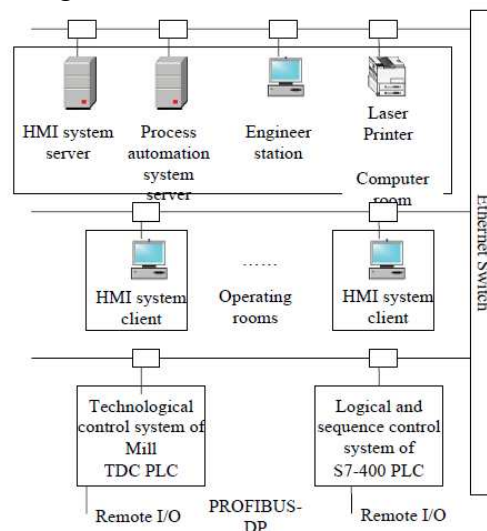 HMI system
server
Process
automation
system
server
Engineer
station
Laser
Printer
Computer
room
Ethernet Switch
HMI system
client
......
Operating
rooms
HMI system
client
Technological
control system of
Mill
TDC PLC
Logical and
sequence control
system of
S7-400 PLC
Remote I/O
PROFIBUS-
DP
Remote I/O